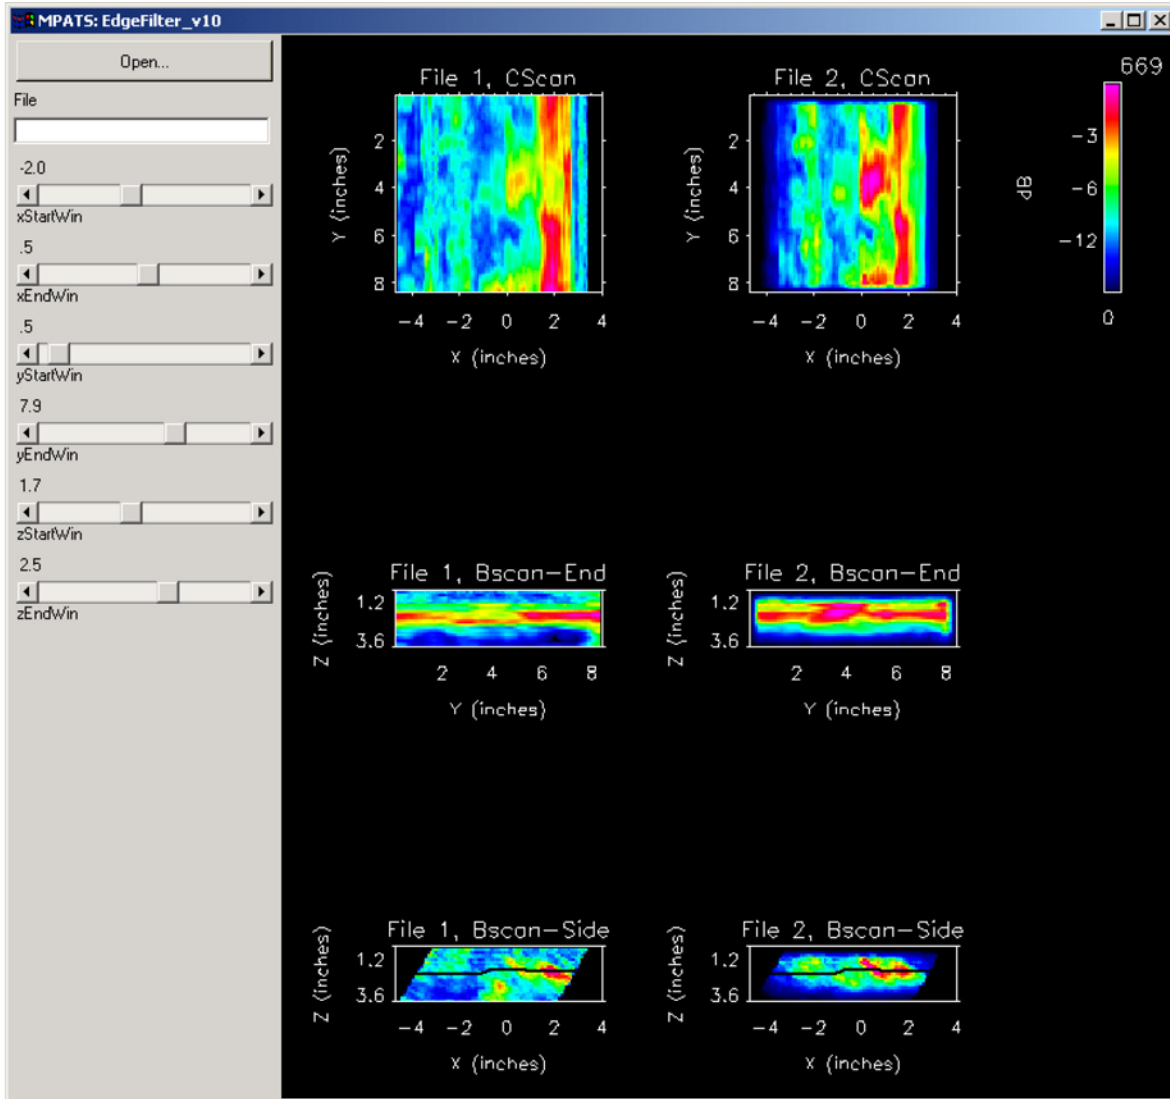 MPATS: EdgeFilter_v10
Open...
File
-2.0
xStartWin
.5
xEndWin
.5
yStartWin
7.9
yEndWin
1.7
zStartWin
2.5
zEndWin
File 1, CScan
Y (inches)
2
4
6
8
-4 -2 0 2 4
X (inches)
File 2, CScan
Y (inches)
2
4
6
8
-4 -2 0 2 4
X (inches)
669
dB
-3
-6
-12
0
File 1, Bscan-End
Z (inches)
1.2
3.6
2 4 6 8
Y (inches)
File 2, Bscan-End
Z (inches)
1.2
3.6
2 4 6 8
Y (inches)
File 1, Bscan-Side
Z (inches)
1.2
3.6
-4 -2 0 2 4
X (inches)
File 2, Bscan-Side
Z (inches)
1.2
3.6
-4 -2 0 2 4
X (inches)